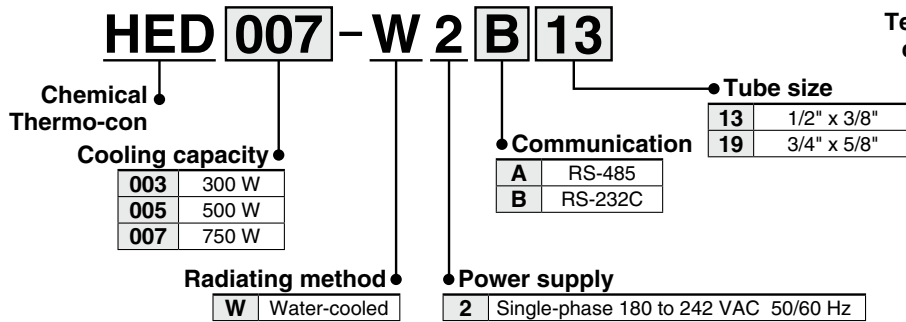 HED 007-W 2 B 13
Te
Chemical
Thermo-con
Tube size
13 1/2" x 3/8"
19 3/4" x 5/8"
Communication
A RS-485
B RS-232C
Cooling capacity
003 300 W
005 500 W
007 750 W
Radiating method
W Water-cooled
Power supply
2 Single-phase 180 to 242 VAC 50/60 Hz